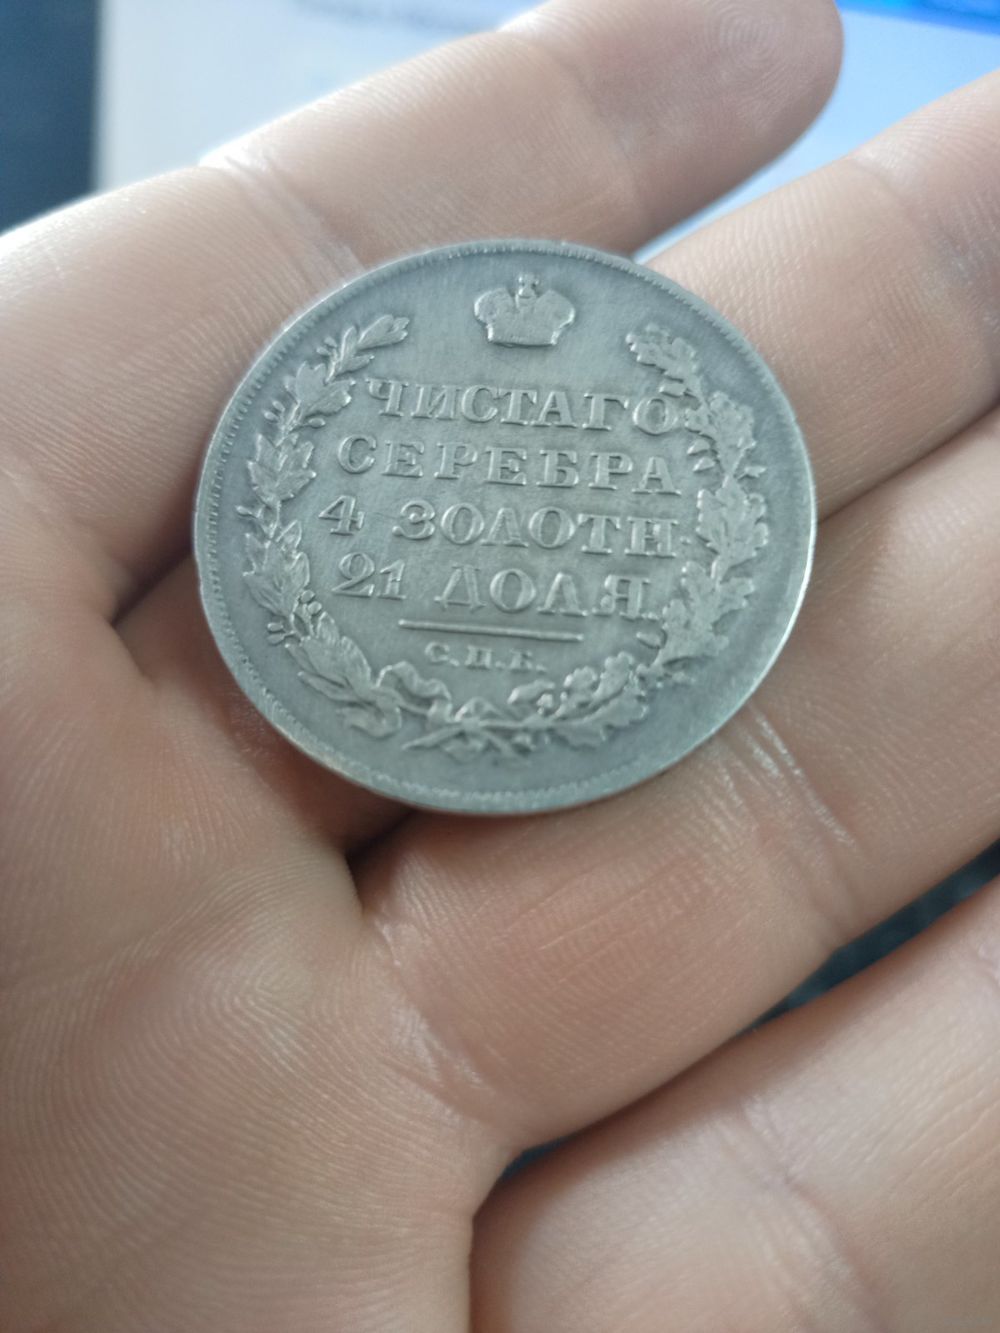 ЧИСТАГО
СЕРЕБРА
4 ЗОЛОТН
21 ДОЛЯ.
С.П.Б.